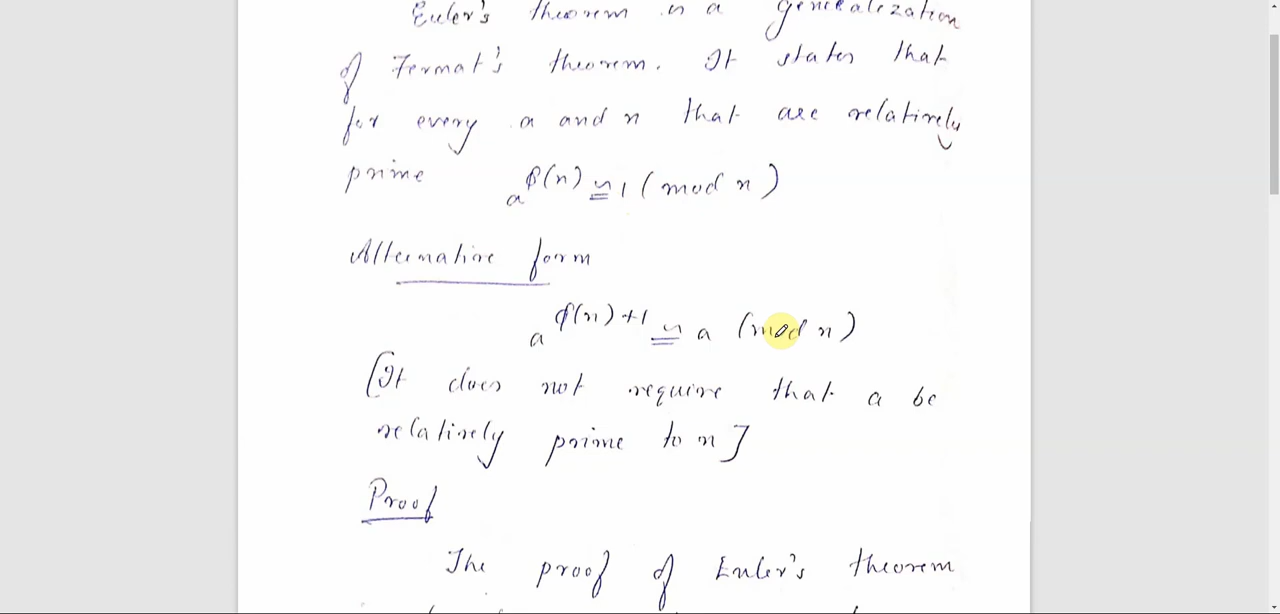 Euler's theorem is a generalization
of Fermat's theorem. It states that
for every a and n that are relatively
prime a^ϕ(n) ≅ 1 (mod n)
Alternative form
a^ϕ(n)+1 ≅ a (mod n)
[It does not require that a be
relatively prime to n]
Proof
The proof of Euler's theorem